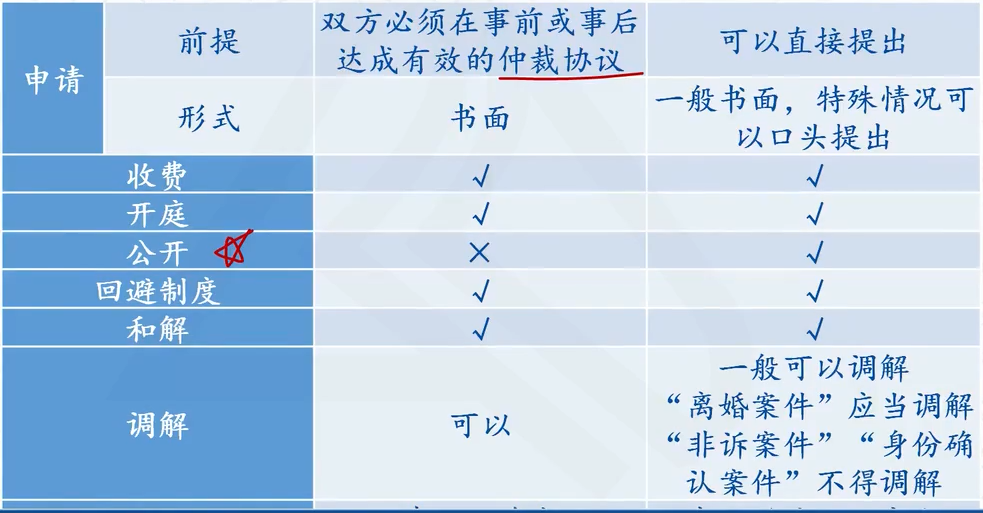 申请
前提
双方必须在事前或事后
达成有效的仲裁协议
可以直接提出
形式
书面
一般书面，特殊情况可
以口头提出
收费
√
√
开庭
√
√
公开
×
√
回避制度
√
√
和解
√
√
调解
可以
一般可以调解
“离婚案件”应当调解
“非诉案件”“身份确
认案件”不得调解